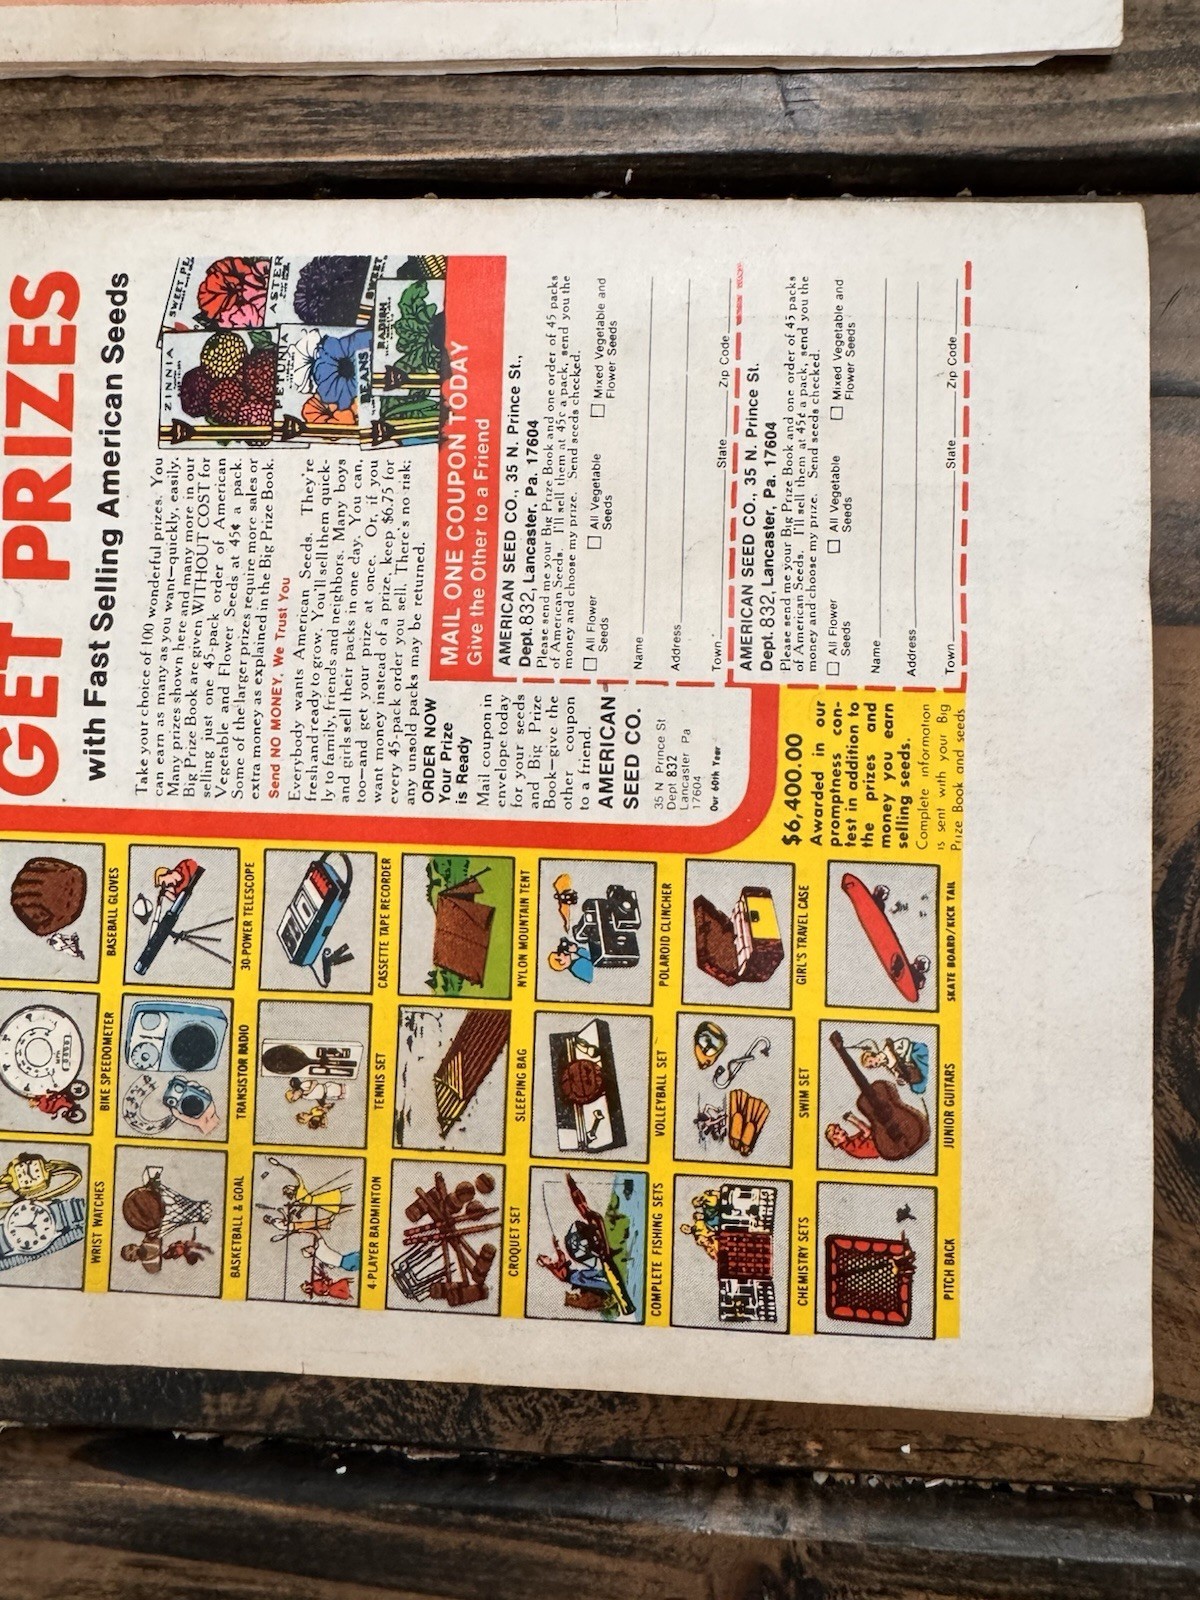 GET PRIZES
with Fast Selling American Seeds
Take your choice of 100 wonderful prizes. You
can earn as many as you want—quickly, easily.
Many prizes shown here and many more in our
Big Prize Book are given WITHOUT COST for
selling just one 45-pack order of American
Vegetable and Flower Seeds at 45¢ a pack.
Some of the larger prizes require more sales or
extra money as explained in the Big Prize Book.
Send NO MONEY. We Trust You
Everybody wants American Seeds. They're
fresh and ready to grow. You'll sell them quick-
ly to family, friends and neighbors. Many boys
and girls sell their packs in one day. You can,
too—and get your prize at once. Or, if you
want money instead of a prize, keep $6.75 for
every 45-pack order you sell. There's no risk;
any unsold packs may be returned.
ORDER NOW
Your Prize
is Ready
Mail coupon in
envelope today
for your seeds
and Big Prize
Book—give the
other coupon
to a friend.
AMERICAN
SEED CO.
35 N Prince St
Dept 832
Lancaster Pa
17604
Our 60th Year
ZINNIA
SWEET
ASTER
PETUNIA
BEANS
RADISH
SWEET
MAIL ONE COUPON TODAY
Give the Other to a Friend
AMERICAN SEED CO., 35 N. Prince St.,
Dept. 832, Lancaster, Pa. 17604
Please send me your Big Prize Book and one order of 45 packs
of American Seeds. I'll sell them at 45¢ a pack, send you the
money and choose my prize. Send seeds checked.
All Flower Seeds
All Vegetable Seeds
Mixed Vegetable and Flower Seeds
Name
Address
Town State Zip Code
AMERICAN SEED CO., 35 N. Prince St.
Dept. 832, Lancaster, Pa. 17604
Please send me your Big Prize Book and one order of 45 packs
of American Seeds. I'll sell them at 45¢ a pack, send you the
money and choose my prize. Send seeds checked.
All Flower Seeds
All Vegetable Seeds
Mixed Vegetable and Flower Seeds
Name
Address
Town State Zip Code
$6,400.00
Awarded in our
promptness con-
test in addition to
the prizes and
money you earn
selling seeds.
Complete information
is sent with your Big
Prize Book and seeds
WRIST WATCHES
BIKE SPEEDOMETER
BASEBALL GLOVES
BASKETBALL & GOAL
TRANSISTOR RADIO
30-POWER TELESCOPE
4-PLAYER BADMINTON
TENNIS SET
CASSETTE TAPE RECORDER
CROQUET SET
SLEEPING BAG
NYLON MOUNTAIN TENT
COMPLETE FISHING SETS
VOLLEYBALL SET
POLAROID CLINCHER
CHEMISTRY SETS
SWIM SET
GIRL'S TRAVEL CASE
PITCH BACK
JUNIOR GUITARS
SKATE BOARD/KICK TAIL